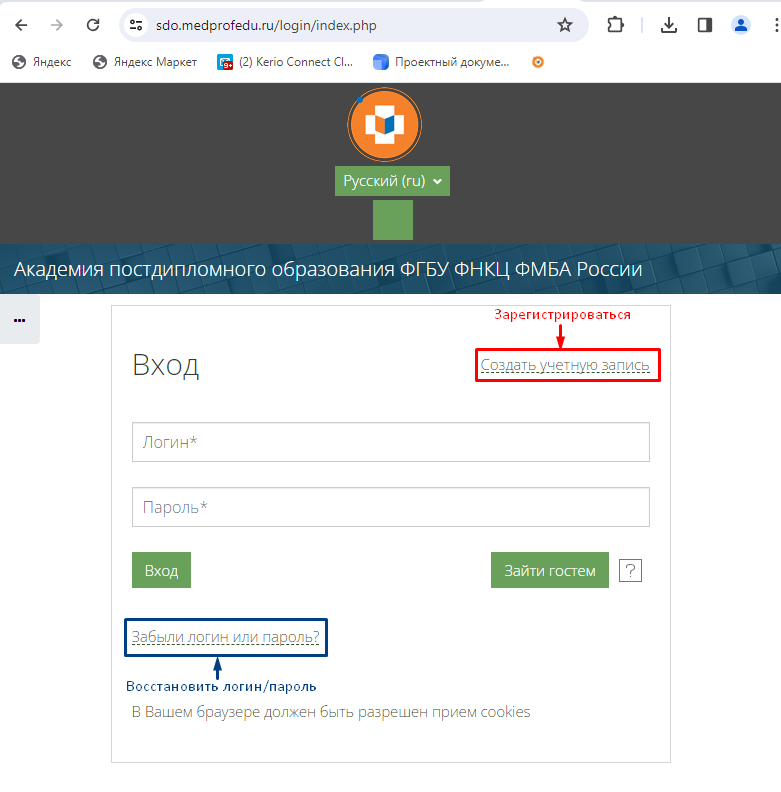 sdo.medprofedu.ru/login/index.php
Яндекс
Яндекс Маркет
9+
(2) Kerio Connect Cl...
Проектный докуме...
Русский (ru)
Академия постдипломного образования ФГБУ ФНКЦ ФМБА России
...
Зарегистрироваться
Вход
Создать учетную запись
Логин*
Пароль*
Вход
Зайти гостем
?
Забыли логин или пароль?
Восстановить логин/пароль
В Вашем браузере должен быть разрешен прием cookies